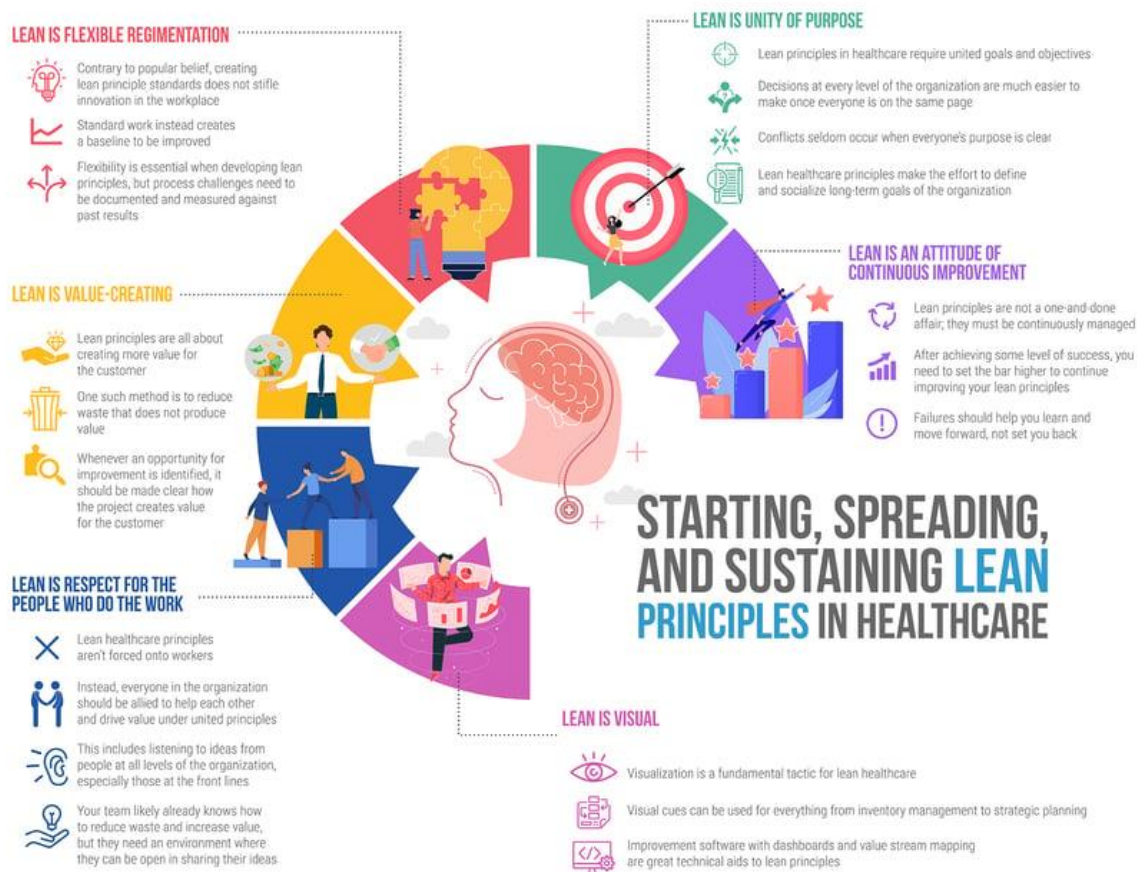 LEAN IS FLEXIBLE REGIMENTATION
Contrary to popular belief, creating
lean principle standards does not stifle
innovation in the workplace
Standard work instead creates
a baseline to be improved
Flexibility is essential when developing lean
principles, but process challenges need to
be documented and measured against
past results
LEAN IS UNITY OF PURPOSE
Lean principles in healthcare require united goals and objectives
Decisions at every level of the organization are much easier to
make once everyone is on the same page
Conflicts seldom occur when everyone's purpose is clear
Lean healthcare principles make the effort to define
and socialize long-term goals of the organization
LEAN IS AN ATTITUDE OF
CONTINUOUS IMPROVEMENT
Lean principles are not a one-and-done
affair; they must be continuously managed
After achieving some level of success, you
need to set the bar higher to continue
improving your lean principles
Failures should help you learn and
move forward, not set you back
LEAN IS VALUE-CREATING
Lean principles are all about
creating more value for
the customer
One such method is to reduce
waste that does not produce
value
Whenever an opportunity for
improvement is identified, it
should be made clear how
the project creates value
for the customer
STARTING, SPREADING,
AND SUSTAINING LEAN
PRINCIPLES IN HEALTHCARE
LEAN IS RESPECT FOR THE
PEOPLE WHO DO THE WORK
Lean healthcare principles
aren't forced onto workers
Instead, everyone in the organization
should be allied to help each other
and drive value under united principles
This includes listening to ideas from
people at all levels of the organization,
especially those at the front lines
Your team likely already knows how
to reduce waste and increase value,
but they need an environment where
they can be open in sharing their ideas
LEAN IS VISUAL
Visualization is a fundamental tactic for lean healthcare
Visual cues can be used for everything from inventory management to strategic planning
Improvement software with dashboards and value stream mapping
are great technical aids to lean principles